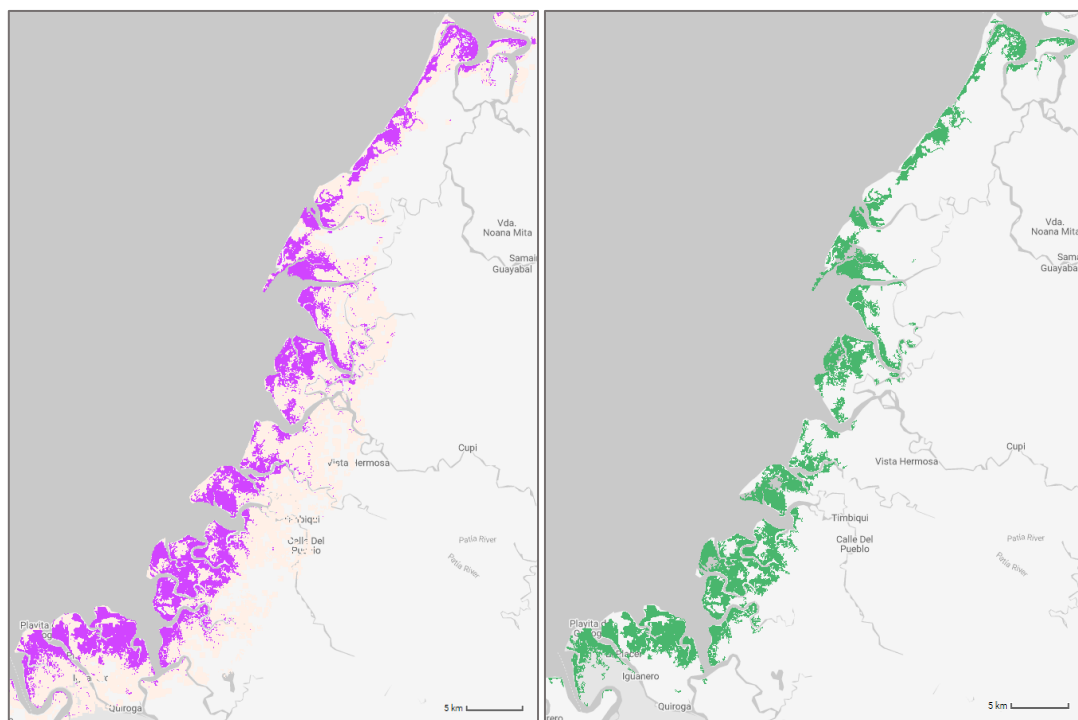 Vda.
Noana Mita
Guayabal
Cupi
Vista Hermosa
Calle Del
Pueblo
Patia River
Patia River
Quiroga
5 km
Vda.
Noana Mita
Guayabal
Cupi
Vista Hermosa
Timbiqui
Calle Del
Pueblo
Patia River
Patia River
Playita
Iguanero
Quiroga
5 km